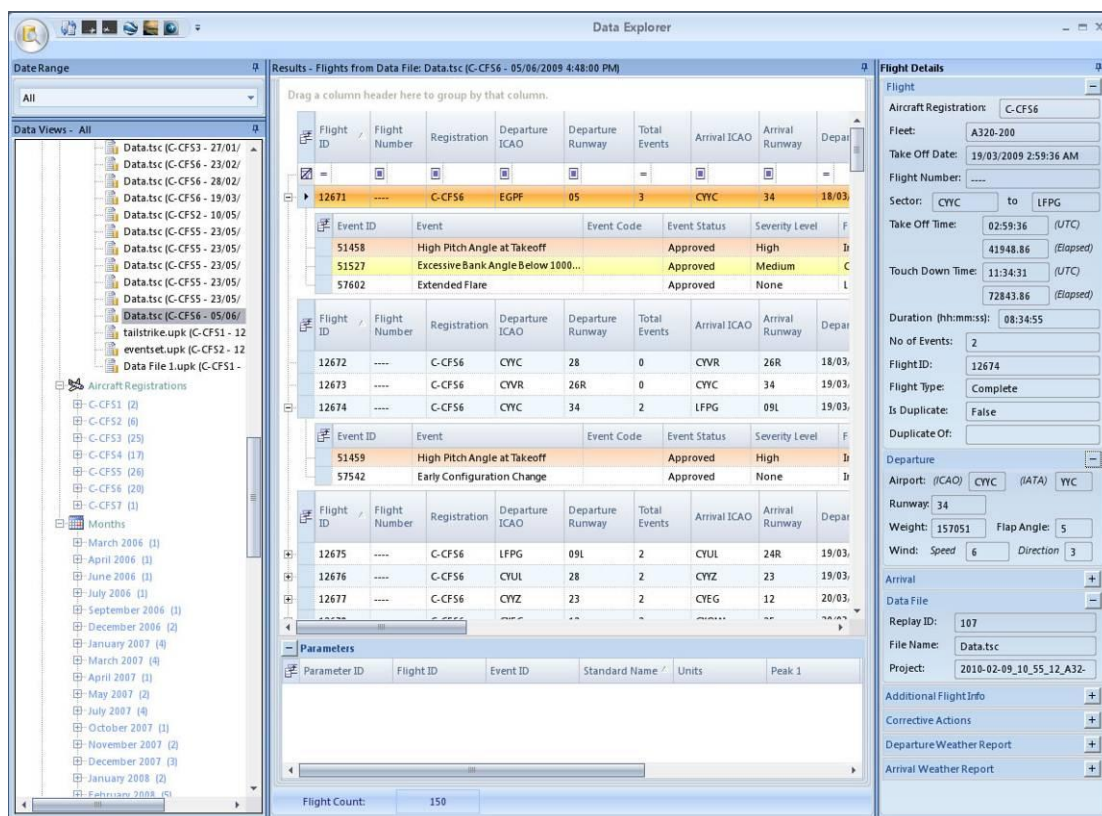 Data Explorer
Date Range
All
Data Views - All
Data.tsc (C-CFS3 - 27/01/
Data.tsc (C-CFS6 - 23/02/
Data.tsc (C-CFS6 - 28/02/
Data.tsc (C-CFS6 - 19/03/
Data.tsc (C-CFS2 - 10/05/
Data.tsc (C-CFS5 - 23/05/
Data.tsc (C-CFS5 - 23/05/
Data.tsc (C-CFS5 - 23/05/
Data.tsc (C-CFS5 - 23/05/
Data.tsc (C-CFS5 - 23/05/
Data.tsc (C-CFS6 - 05/06/
tailstrike.upk (C-CFS1 - 12
eventset.upk (C-CFS2 - 12
Data File 1.upk (C-CFS1 -
Aircraft Registrations
C-CFS1 (2)
C-CFS2 (6)
C-CFS3 (25)
C-CFS4 (17)
C-CFS5 (26)
C-CFS6 (20)
C-CFS7 (1)
Months
March 2006 (1)
April 2006 (1)
June 2006 (1)
July 2006 (1)
September 2006 (1)
December 2006 (2)
January 2007 (4)
March 2007 (4)
April 2007 (1)
May 2007 (2)
July 2007 (4)
October 2007 (1)
November 2007 (2)
December 2007 (3)
January 2008 (2)
February 2008 (5)
Results - Flights from Data File: Data.tsc (C-CFS6 - 05/06/2009 4:48:00 PM)
Drag a column header here to group by that column.
Flight ID Flight Number Registration Departure ICAO Departure Runway Total Events Arrival ICAO Arrival Runway Depar
= = =
12671 ---- C-CFS6 EGPF 05 3 CYYC 34 18/03/
Event ID Event Event Code Event Status Severity Level F
51458 High Pitch Angle at Takeoff Approved High
51527 Excessive Bank Angle Below 1000... Approved Medium C
57602 Extended Flare Approved None L
Flight ID Flight Number Registration Departure ICAO Departure Runway Total Events Arrival ICAO Arrival Runway Depar
12672 ---- C-CFS6 CYYC 28 0 CYVR 26R 18/03/
12673 ---- C-CFS6 CYVR 26R 0 CYYC 34 19/03/
12674 ---- C-CFS6 CYYC 34 2 LFPG 09L 19/03/
Event ID Event Event Code Event Status Severity Level F
51459 High Pitch Angle at Takeoff Approved High
57542 Early Configuration Change Approved None
Flight ID Flight Number Registration Departure ICAO Departure Runway Total Events Arrival ICAO Arrival Runway Depar
12675 ---- C-CFS6 LFPG 09L 2 CYUL 24R 19/03/
12676 ---- C-CFS6 CYUL 28 2 CYYZ 23 19/03/
12677 ---- C-CFS6 CYYZ 23 2 CYEG 12 20/03/
Parameters
Parameter ID Flight ID Event ID Standard Name Units Peak 1
Flight Count: 150
Flight Details
Flight
Aircraft Registration: C-CFS6
Fleet: A320-200
Take Off Date: 19/03/2009 2:59:36 AM
Flight Number: ----
Sector: CYYC to LFPG
Take Off Time: 02:59:36 (UTC)
41948.86 (Elapsed)
Touch Down Time: 11:34:31 (UTC)
72843.86 (Elapsed)
Duration (hh:mm:ss): 08:34:55
No of Events: 2
FlightID: 12674
Flight Type: Complete
Is Duplicate: False
Duplicate Of:
Departure
Airport: (ICAO) CYYC (IATA) YYC
Runway: 34
Weight: 157051 Flap Angle: 5
Wind: Speed 6 Direction 3
Arrival
Data File
Replay ID: 107
File Name: Data.tsc
Project: 2010-02-09_10_55_12_A32-
Additional Flight Info
Corrective Actions
Departure Weather Report
Arrival Weather Report